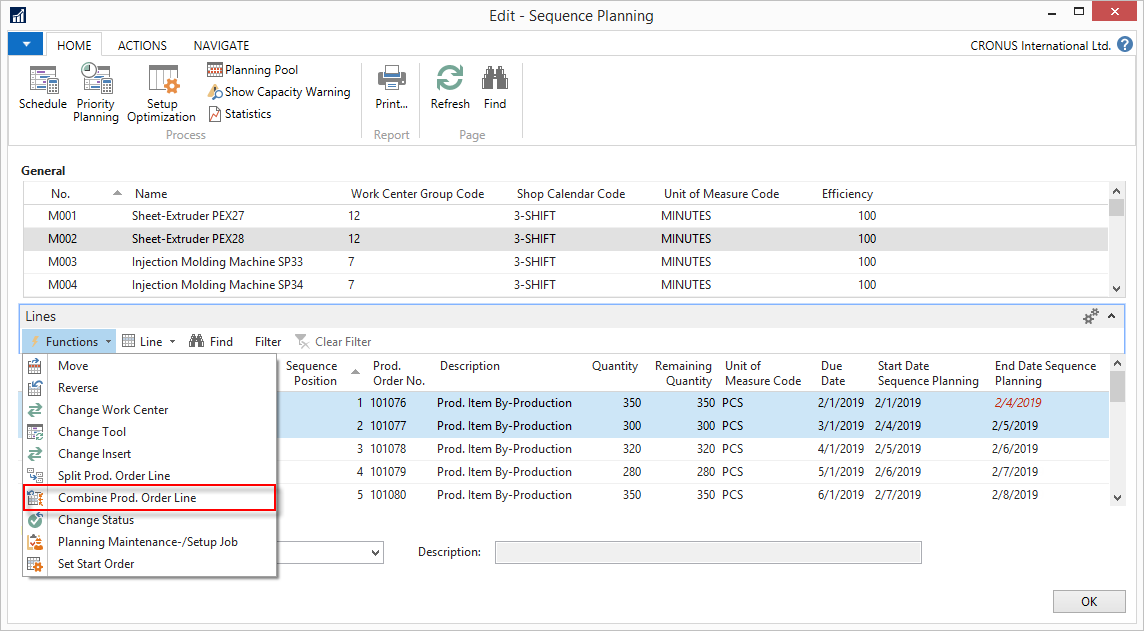 Edit - Sequence Planning
HOME ACTIONS NAVIGATE CRONUS International Ltd. ?
Schedule
Priority Planning
Setup Optimization
Planning Pool
Show Capacity Warning
Statistics
Process
Print...
Report
Refresh
Find
Page
General
No. Name Work Center Group Code Shop Calendar Code Unit of Measure Code Efficiency
M001 Sheet-Extruder PEX27 12 3-SHIFT MINUTES 100
M002 Sheet-Extruder PEX28 12 3-SHIFT MINUTES 100
M003 Injection Molding Machine SP33 7 3-SHIFT MINUTES 100
M004 Injection Molding Machine SP34 7 3-SHIFT MINUTES 100
Lines
Functions Line Find Filter Clear Filter
Move
Reverse
Change Work Center
Change Tool
Change Insert
Split Prod. Order Line
Combine Prod. Order Line
Change Status
Planning Maintenance-/Setup Job
Set Start Order
Sequence Position Prod. Order No. Description Quantity Remaining Quantity Unit of Measure Code Due Date Start Date Sequence Planning End Date Sequence Planning
1 101076 Prod. Item By-Production 350 350 PCS 2/1/2019 2/1/2019 2/4/2019
2 101077 Prod. Item By-Production 300 300 PCS 3/1/2019 2/4/2019 2/5/2019
3 101078 Prod. Item By-Production 320 320 PCS 4/1/2019 2/5/2019 2/6/2019
4 101079 Prod. Item By-Production 280 280 PCS 5/1/2019 2/6/2019 2/7/2019
5 101080 Prod. Item By-Production 350 350 PCS 6/1/2019 2/7/2019 2/8/2019
Description:
OK